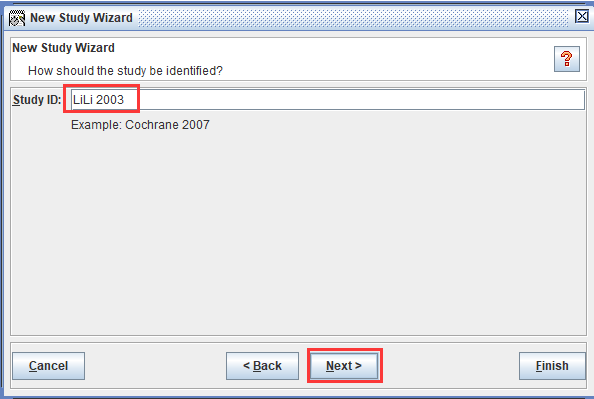 New Study Wizard
New Study Wizard
How should the study be identified?
?
Study ID: LiLi 2003
Example: Cochrane 2007
Cancel < Back Next > Finish